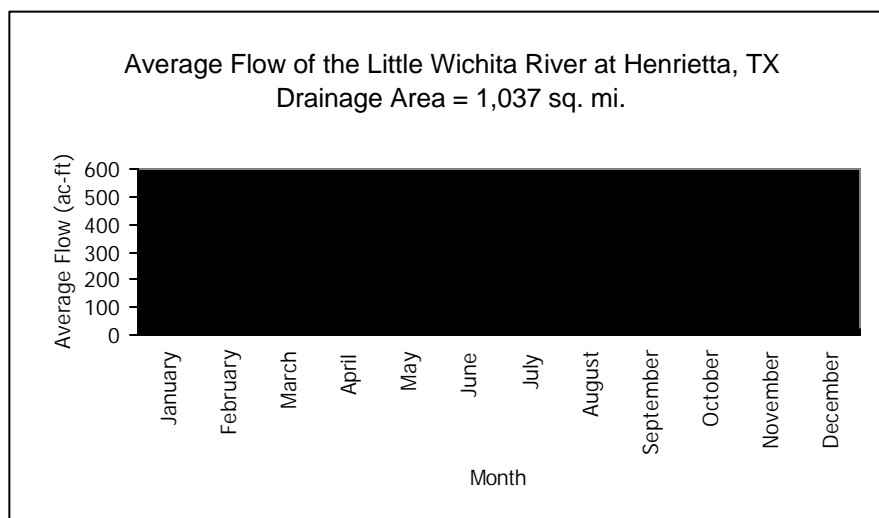 Average Flow of the Little Wichita River at Henrietta, TX
Drainage Area = 1,037 sq. mi.
Average Flow (ac-ft)
600
500
400
300
200
100
0
January
February
March
April
May
June
July
August
September
October
November
December
Month